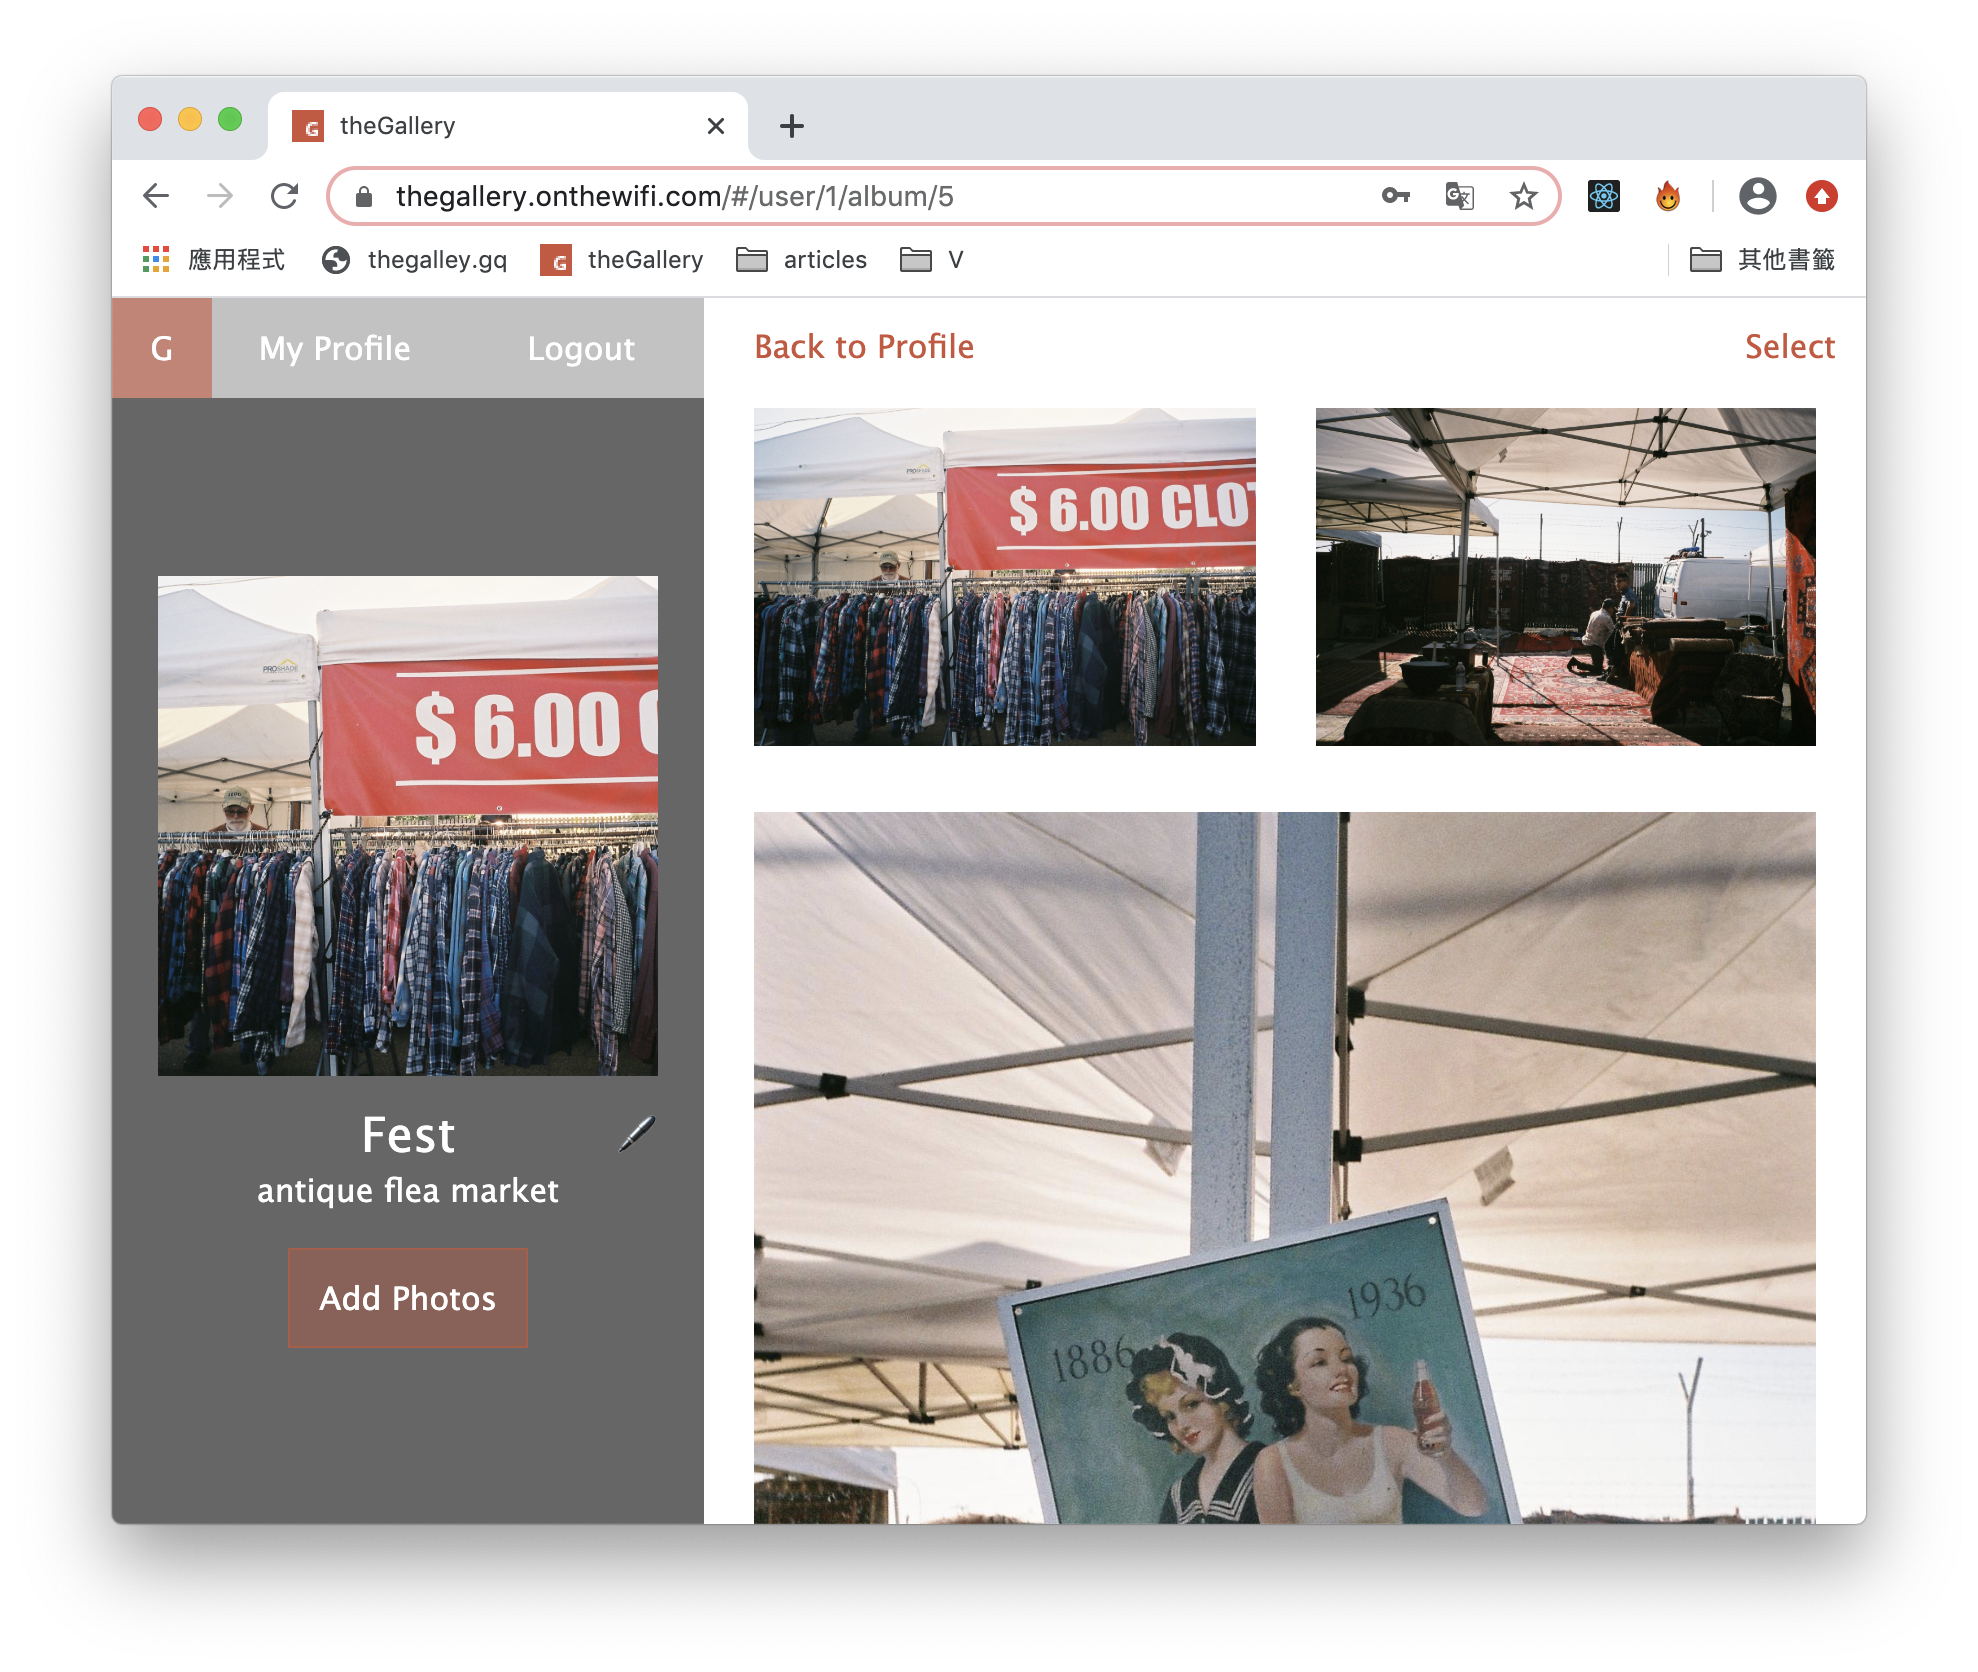 theGallery
thegallery.onthewifi.com/#/user/1/album/5
應用程式 thegalley.gq G theGallery articles V 其他書籤
G My Profile Logout
Back to Profile Select
$ 6.00 CLOT
PROSHADE
$ 6.00 C
1886 1936
Fest
antique flea market
Add Photos